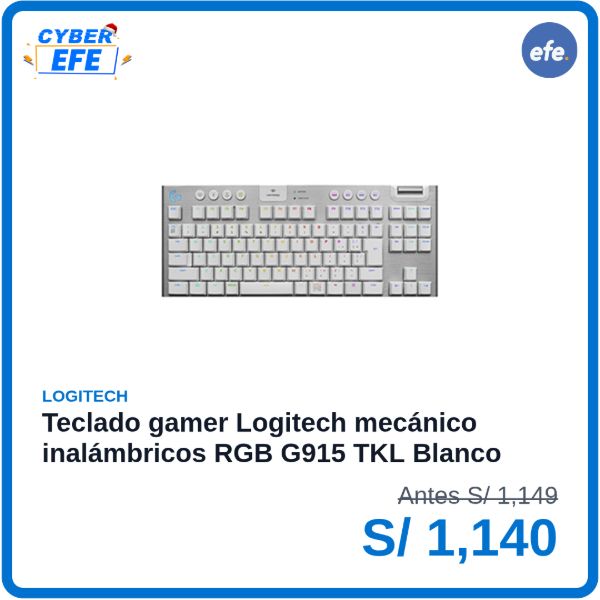 CYBER
EFE
efe.
LOGITECH
Teclado gamer Logitech mecánico
inalámbricos RGB G915 TKL Blanco
Antes S/ 1,149
S/ 1,140